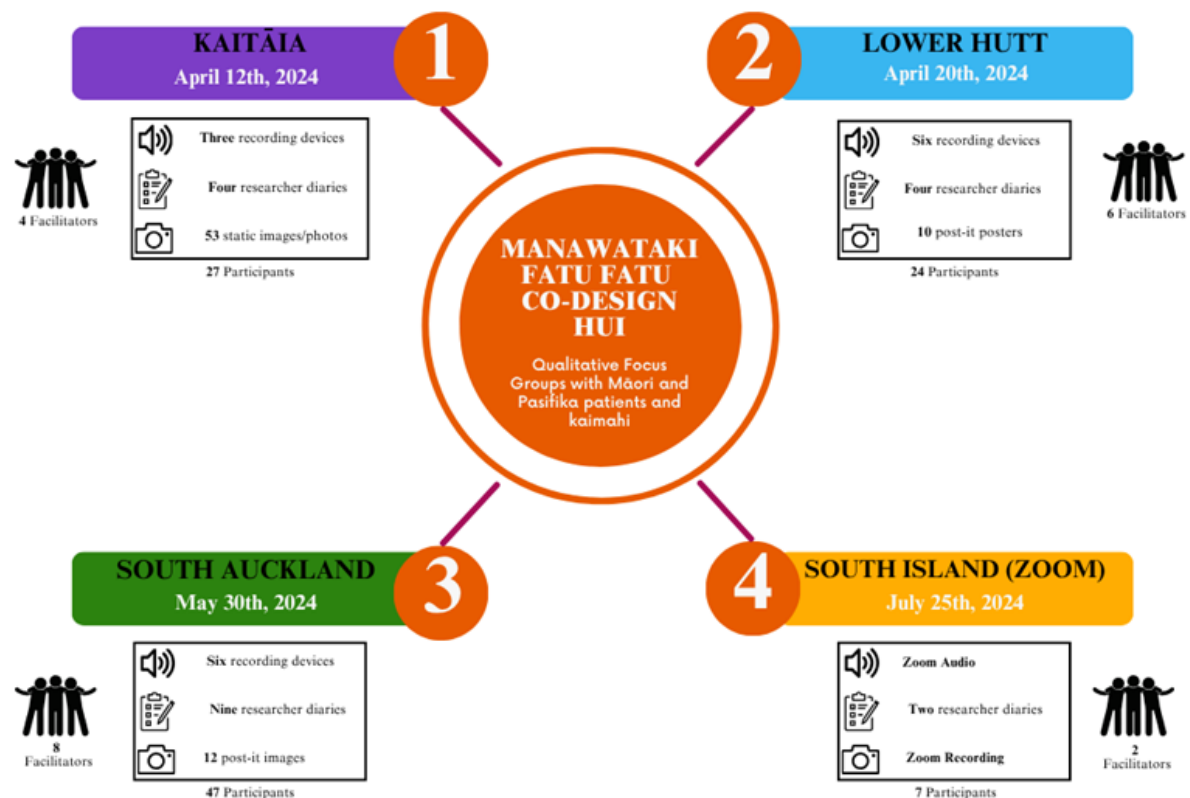 KAITĀIA
April 12th, 2024
1
Three recording devices
Four researcher diaries
53 static images/photos
4 Facilitators
27 Participants
2
LOWER HUTT
April 20th, 2024
Six recording devices
Four researcher diaries
10 post-it posters
6 Facilitators
24 Participants
MANAWATAKI
FATU FATU
CO-DESIGN
HUI
Qualitative Focus
Groups with Māori and
Pasifika patients and
kaimahi
SOUTH AUCKLAND
May 30th, 2024
3
Six recording devices
Nine researcher diaries
12 post-it images
8
Facilitators
47 Participants
4
SOUTH ISLAND (ZOOM)
July 25th, 2024
Zoom Audio
Two researcher diaries
Zoom Recording
2
Facilitators
7 Participants